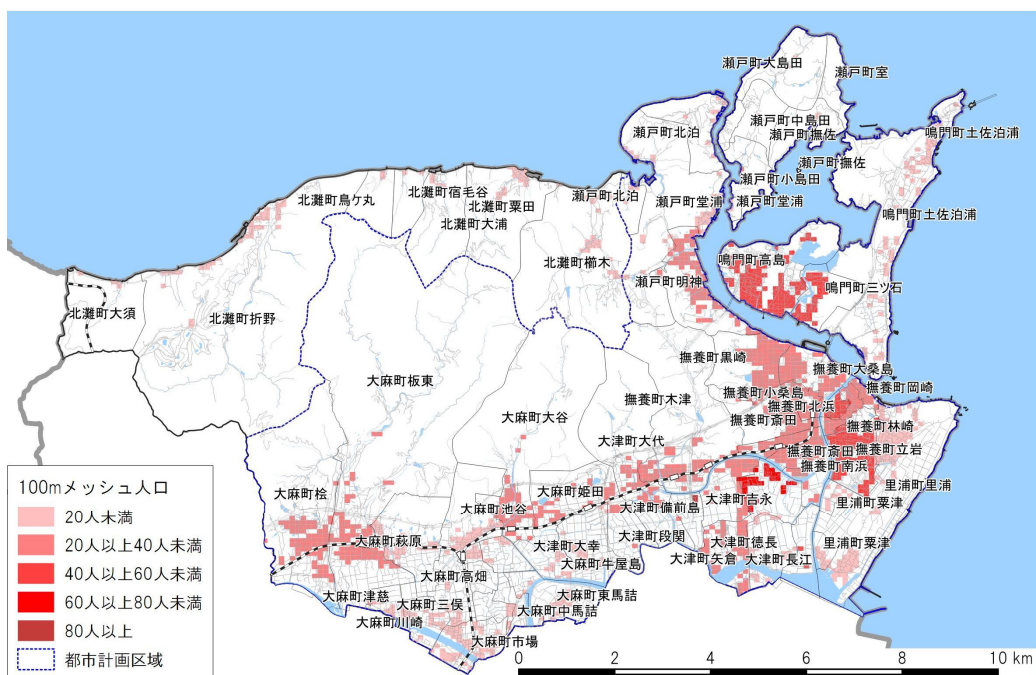 瀬戸町大島田
瀬戸町室
瀬戸町中島田
瀬戸町撫佐
瀬戸町北泊
鳴門町土佐泊浦
瀬戸町撫佐
瀬戸町小島田
北灘町宿毛谷
北灘町鳥ケ丸
北灘町粟田
瀬戸町北泊
瀬戸町堂浦
瀬戸町堂浦
北灘町大浦
鳴門町土佐泊浦
北灘町櫛木
鳴門町高島
瀬戸町明神
鳴門町三ツ石
北灘町大須
北灘町折野
撫養町黒崎
撫養町大桑島
大麻町板東
撫養町岡崎
撫養町小桑島
撫養町木津
撫養町北浜
大麻町大谷
撫養町斎田
撫養町林崎
大津町大代
撫養町斎田
撫養町立岩
撫養町南浜
大麻町桧
大麻町姫田
里浦町里浦
大麻町池谷
大津町備前島
大津町吉永
里浦町粟津
大麻町萩原
大津町大幸
大津町段関
大津町徳長
里浦町粟津
大麻町牛屋島
大津町矢倉
大津町長江
大麻町高畑
大麻町津慈
大麻町三俣
大麻町東馬詰
大麻町中馬詰
大麻町川崎
大麻町市場
100mメッシュ人口
20人未満
20人以上40人未満
40人以上60人未満
60人以上80人未満
80人以上
都市計画区域
0 2 4 6 8 10 km